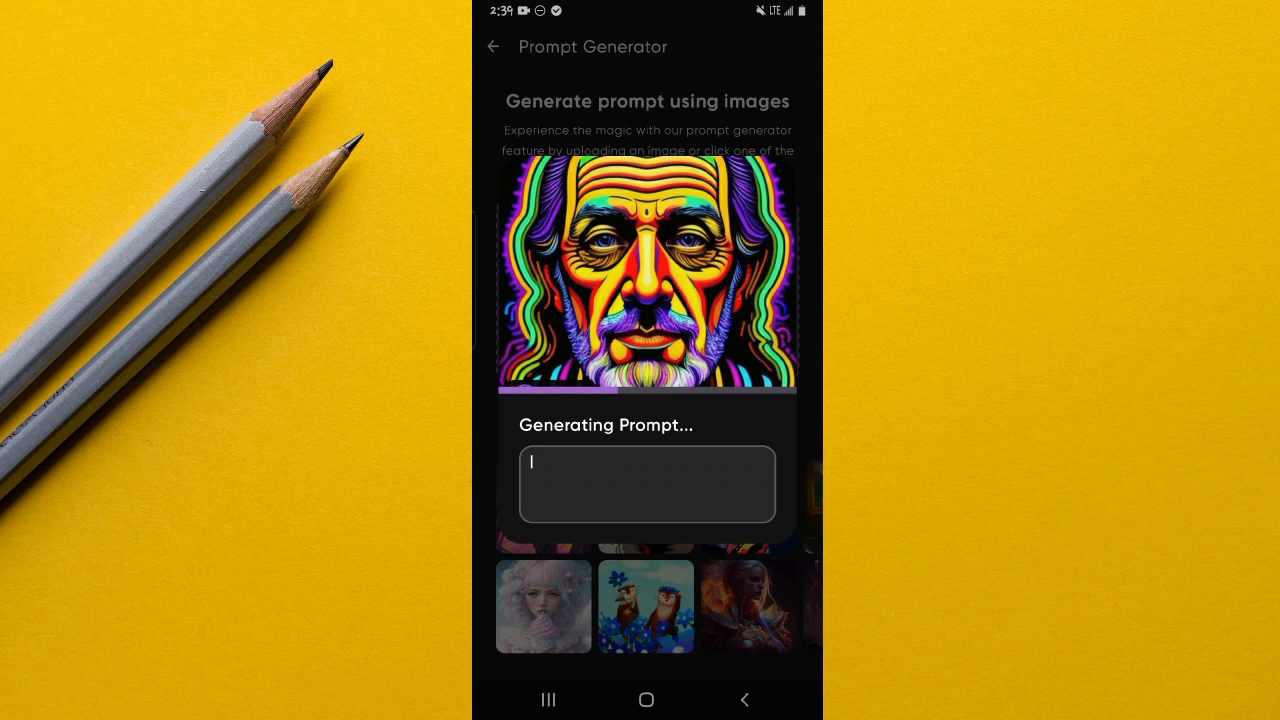 2:39
LTE
Prompt Generator
Generate prompt using images
Experience the magic with our prompt generator
feature by uploading an image or click one of the
Generating Prompt...